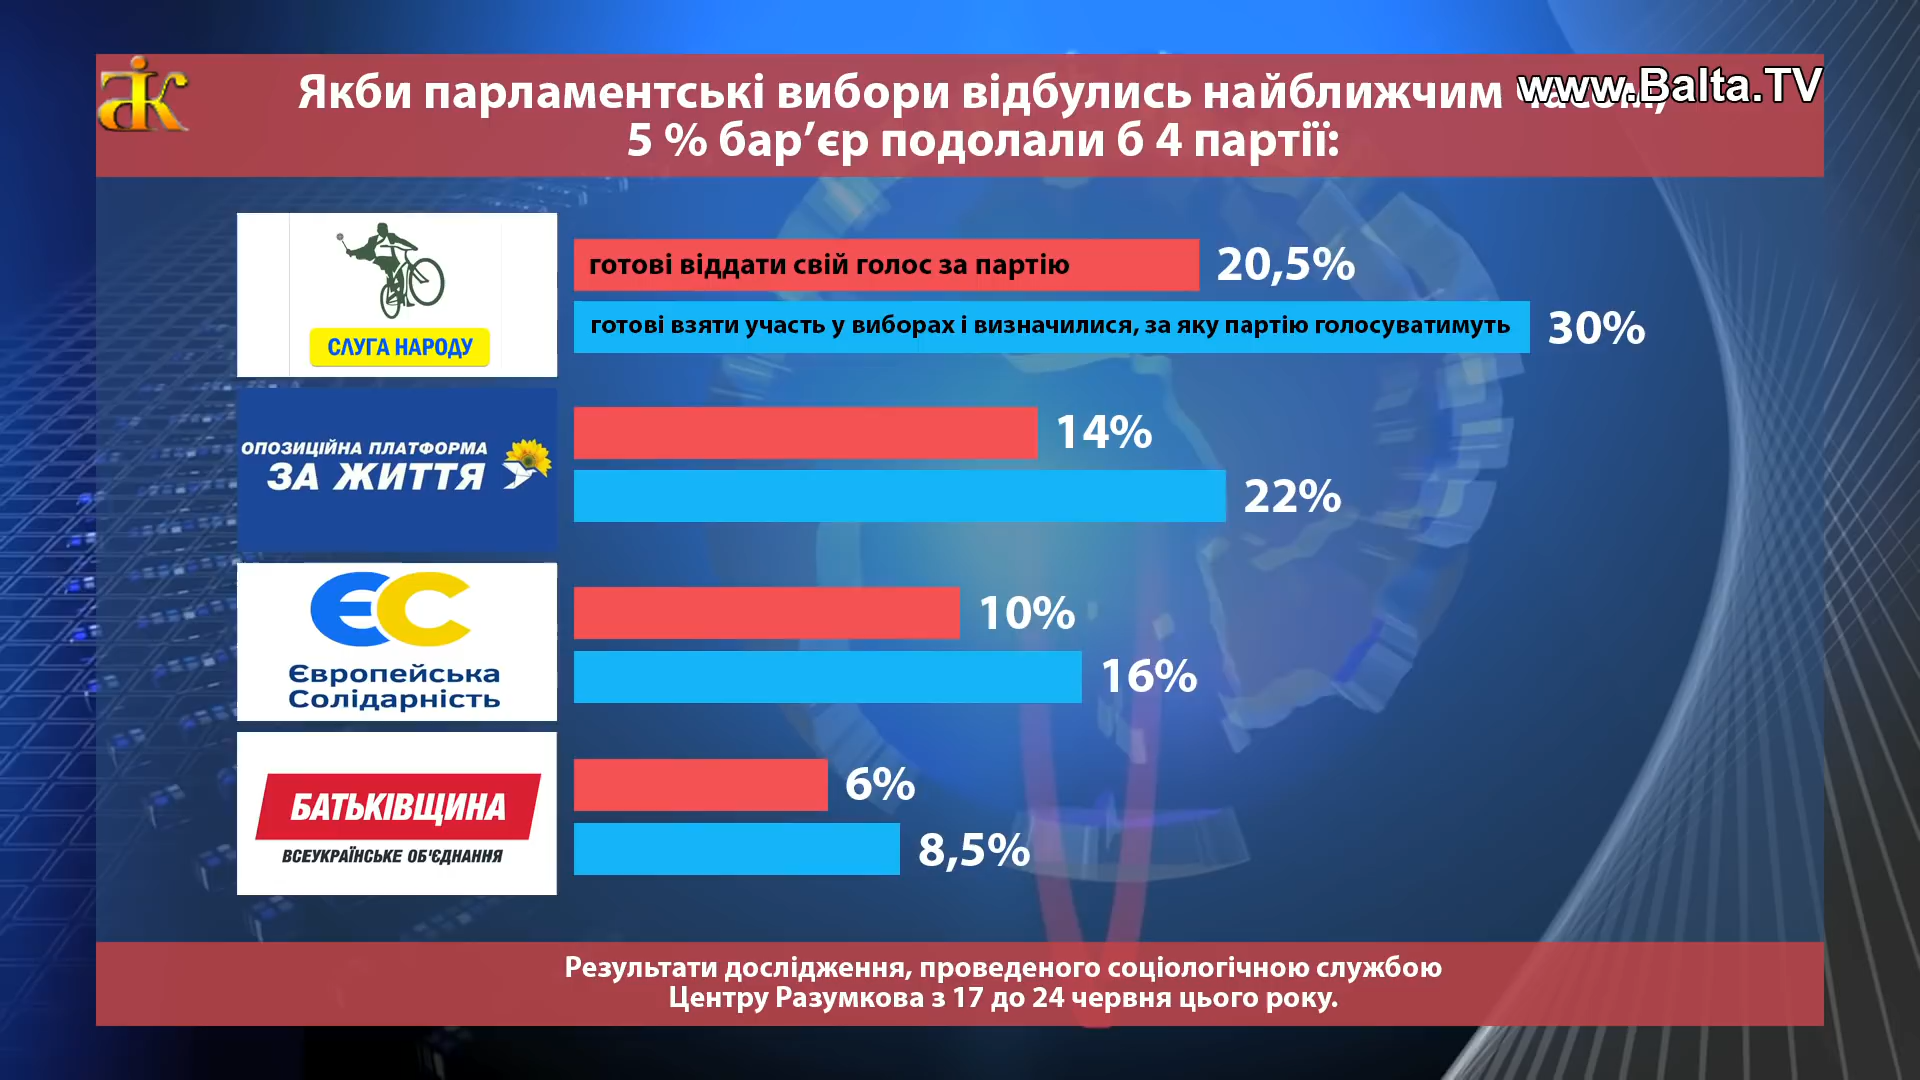 Якби парламентські вибори відбулись найближчим
www.Balta.TV
5 % бар’єр подолали б 4 партії:
СЛУГА НАРОДУ
готові віддати свій голос за партію
20,5%
готові взяти участь у виборах і визначилися, за яку партію голосуватимуть
30%
ОПОЗИЦІЙНА ПЛАТФОРМА
ЗА ЖИТТЯ
14%
22%
ЄС
Європейська
Солідарність
10%
16%
БАТЬКІВЩИНА
ВСЕУКРАЇНСЬКЕ ОБ'ЄДНАННЯ
6%
8,5%
Результати дослідження, проведеного соціологічною службою
Центру Разумкова з 17 до 24 червня цього року.